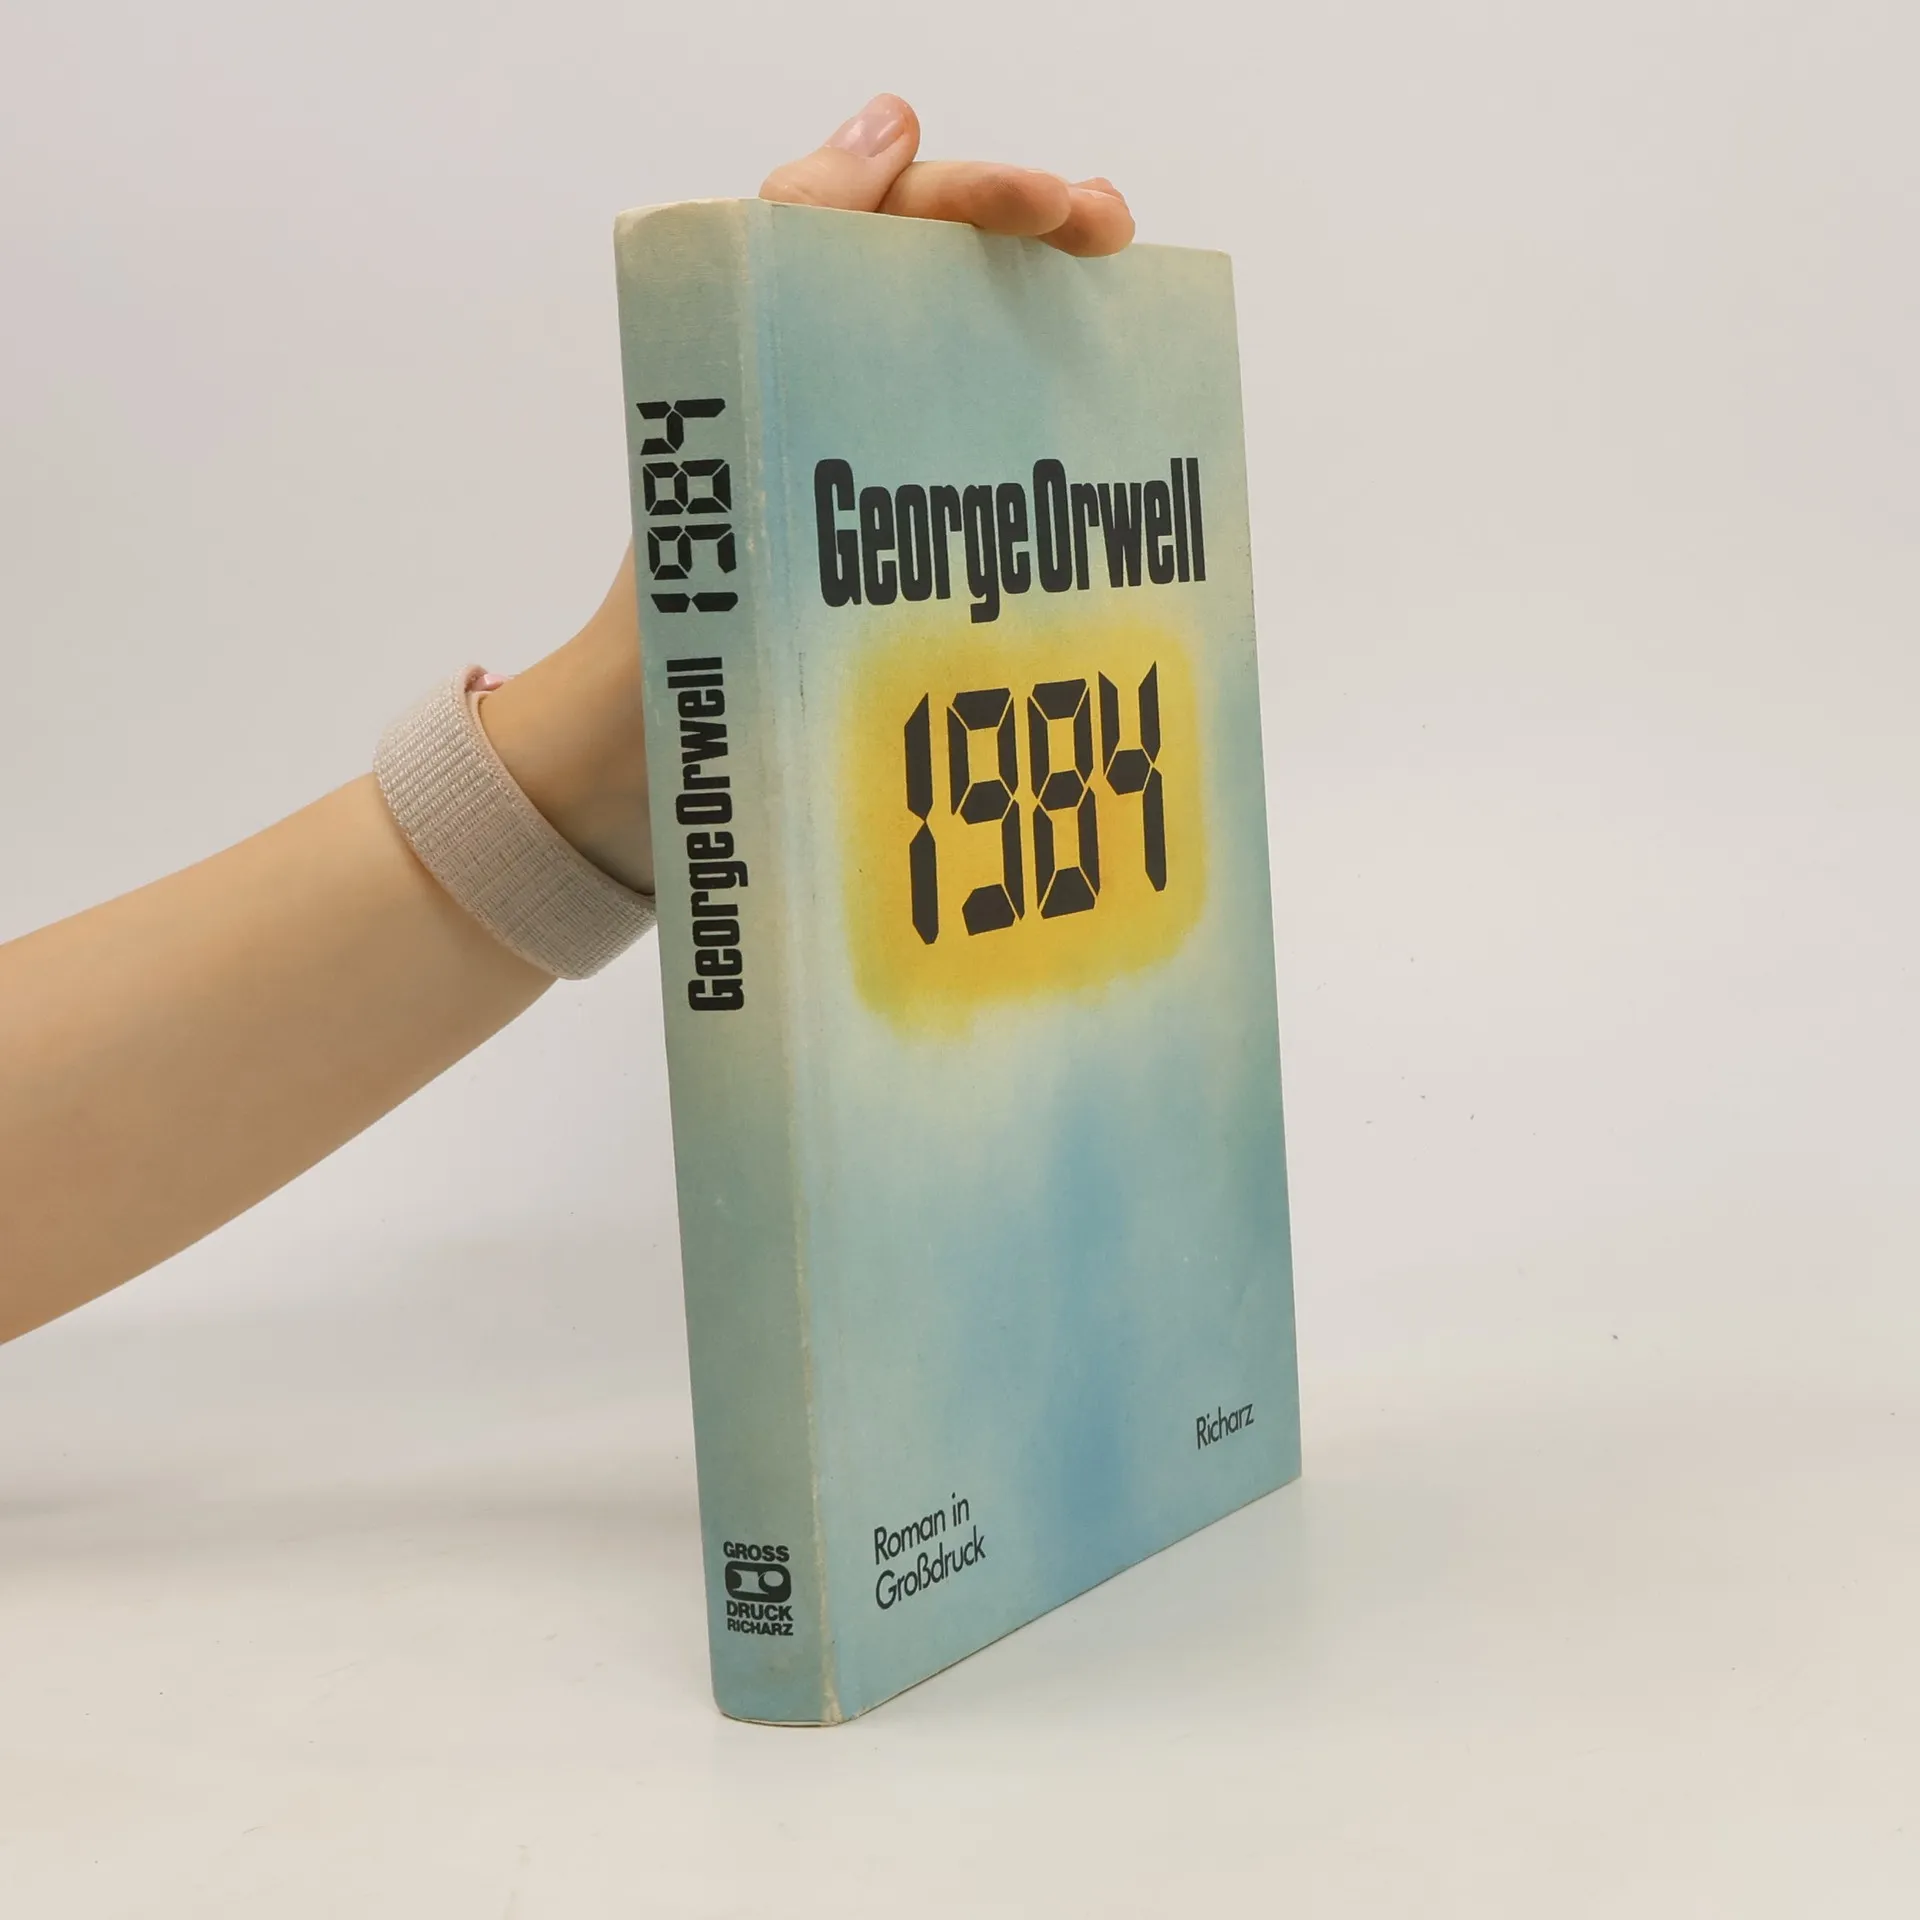 George Orwell
1984
Richarz
Roman in
Großdruck
George Orwell 1984
GROSS
DRUCK
RICHARZ